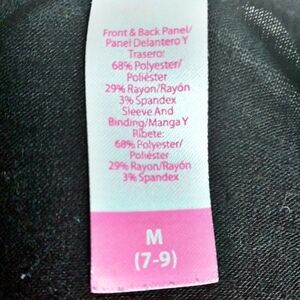 Front & Back Panel/
Panel Delantero Y
Trasero:
68% Polyester/
Poliéster
29% Rayon/Rayón
3% Spandex
Sleeve And
Binding/Manga Y
Ribete:
68% Polyester/
Poliéster
29% Rayon/Rayón
3% Spandex
M
(7-9)